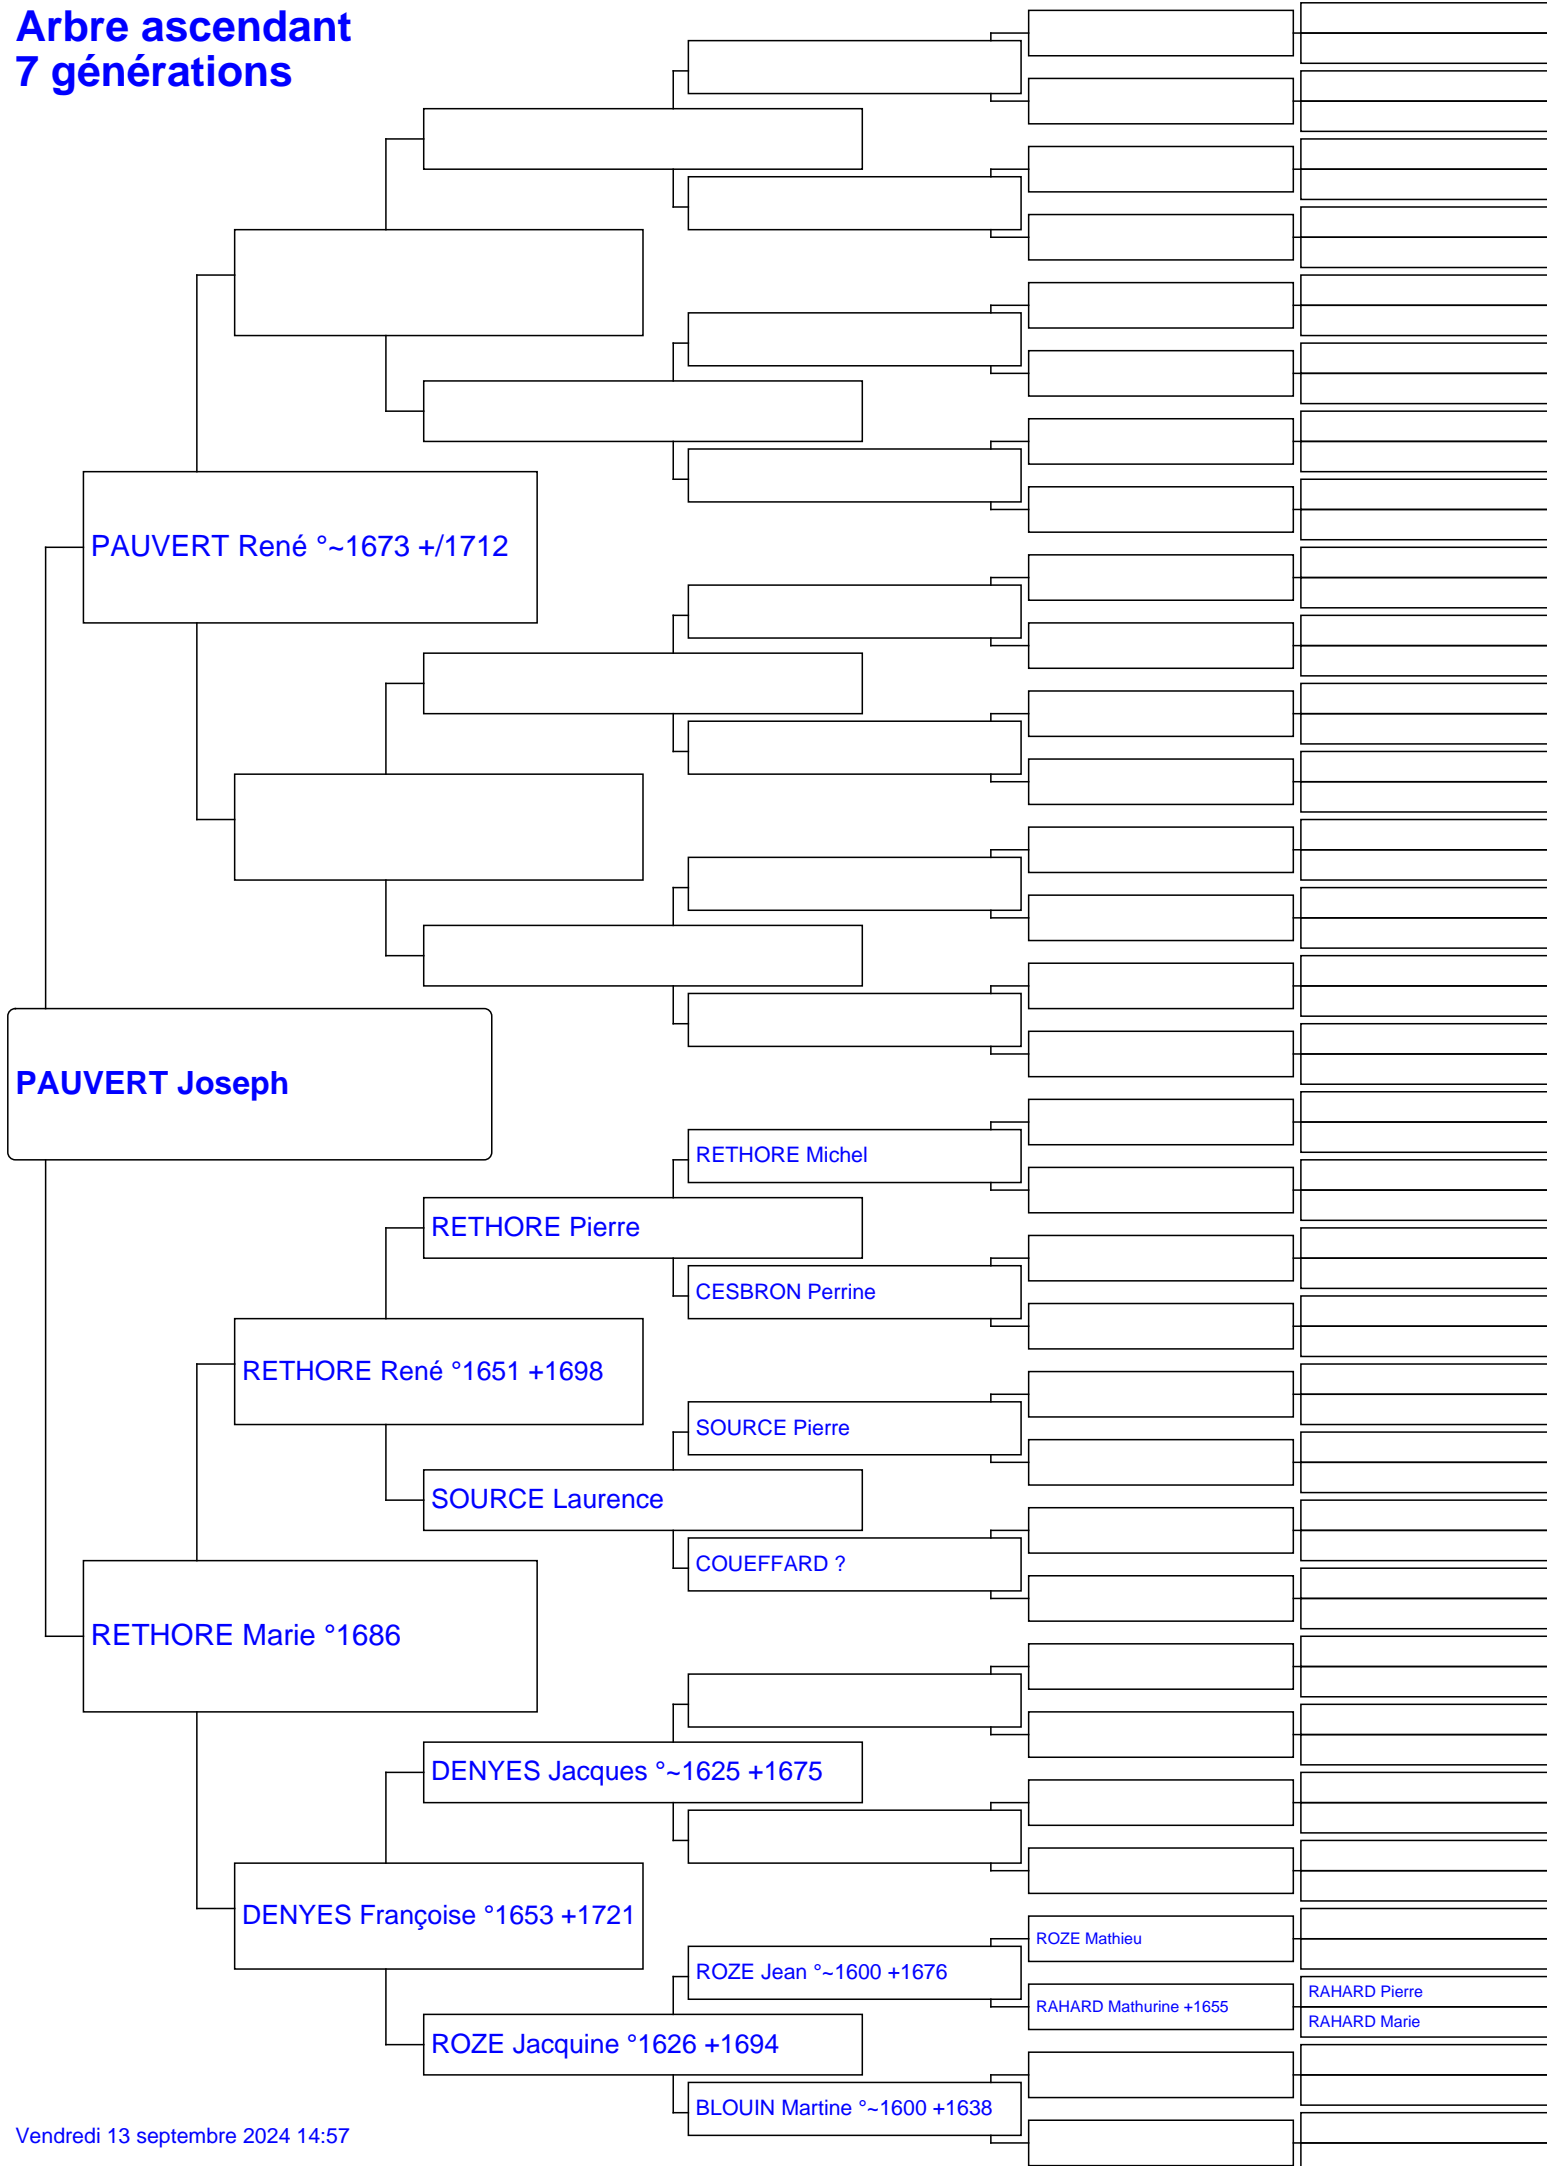 Arbre ascendant
7 générations
PAUVERT René °~1673 +/1712
PAUVERT Joseph
RETHORE Michel
RETHORE Pierre
CESBRON Perrine
RETHORE René °1651 +1698
SOURCE Pierre
SOURCE Laurence
COUEFFARD ?
RETHORE Marie °1686
DENYES Jacques °~1625 +1675
DENYES Françoise °1653 +1721
ROZE Mathieu
ROZE Jean °~1600 +1676
RAHARD Pierre
RAHARD Mathurine +1655
RAHARD Marie
ROZE Jacquine °1626 +1694
BLOUIN Martine °~1600 +1638
Vendredi 13 septembre 2024 14:57